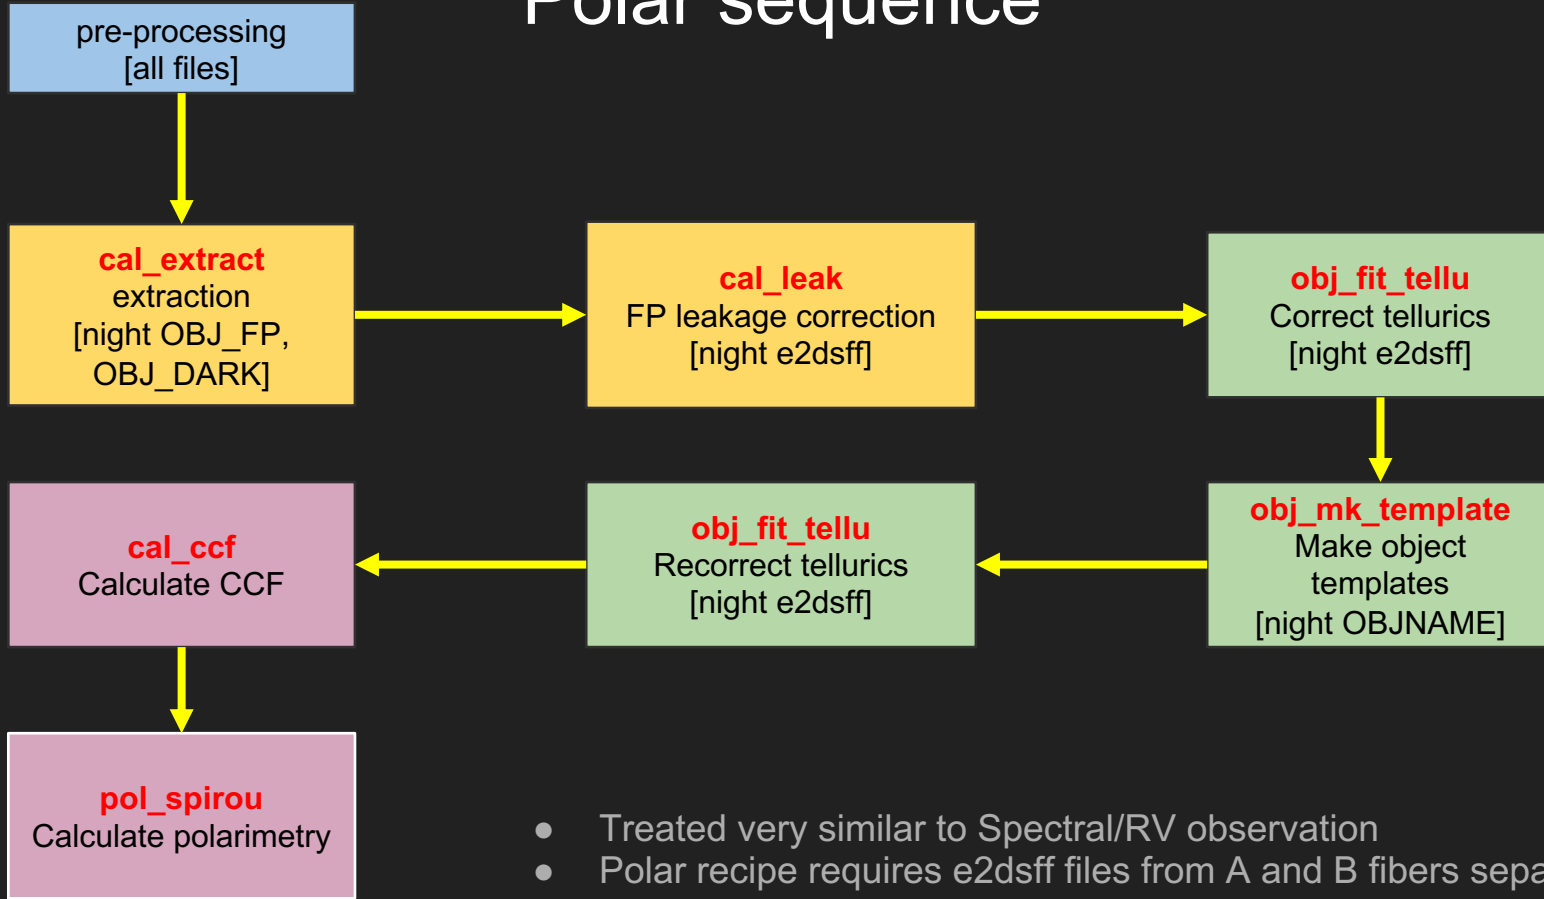 Polar sequence
pre-processing
[all files]
cal_extract
extraction
[night OBJ_FP,
OBJ_DARK]
cal_leak
FP leakage correction
[night e2dsff]
obj_fit_tellu
Correct tellurics
[night e2dsff]
obj_mk_template
Make object
templates
[night OBJNAME]
obj_fit_tellu
Recorrect tellurics
[night e2dsff]
cal_ccf
Calculate CCF
pol_spirou
Calculate polarimetry
● Treated very similar to Spectral/RV observation
● Polar recipe requires e2dsff files from A and B fibers